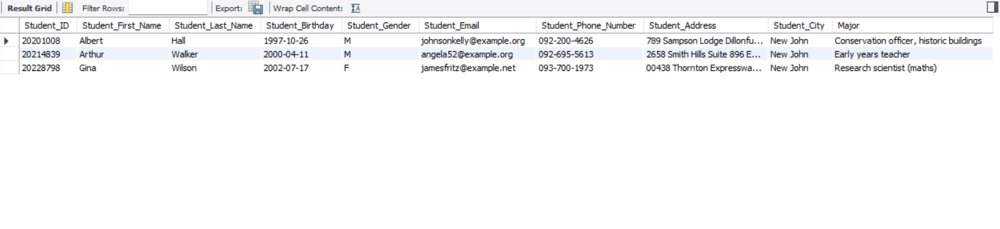 Result Grid Filter Rows: Export: Wrap Cell Content: IA
Student_ID Student_First_Name Student_Last_Name Student_Birthday Student_Gender Student_Email Student_Phone_Number Student_Address Student_City Major
20201008 Albert Hall 1997-10-26 M johnsonkelly@example.org 092-200-4626 789 Sampson Lodge Dillonfu... New John Conservation officer, historic buildings
20214839 Arthur Walker 2000-04-11 M angela52@example.org 092-695-5613 2658 Smith Hills Suite 896 E... New John Early years teacher
20228798 Gina Wilson 2002-07-17 F jamesfritz@example.net 093-700-1973 00438 Thornton Expresswa... New John Research scientist (maths)